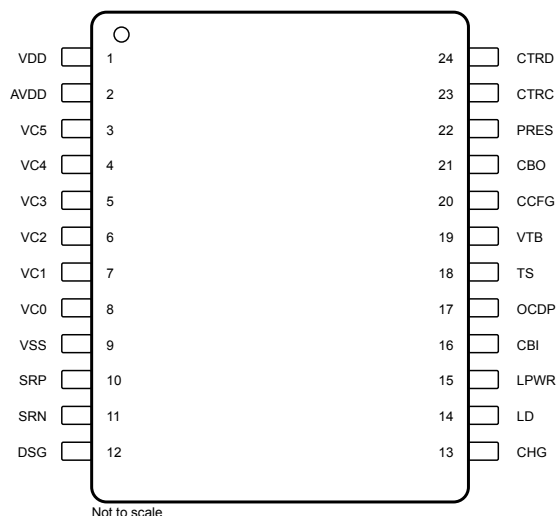 VDD 1 24 CTRD
AVDD 2 23 CTRC
VC5 3 22 PRES
VC4 4 21 CBO
VC3 5 20 CCFG
VC2 6 19 VTB
VC1 7 18 TS
VC0 8 17 OCDP
VSS 9 16 CBI
SRP 10 15 LPWR
SRN 11 14 LD
DSG 12 13 CHG
Not to scale